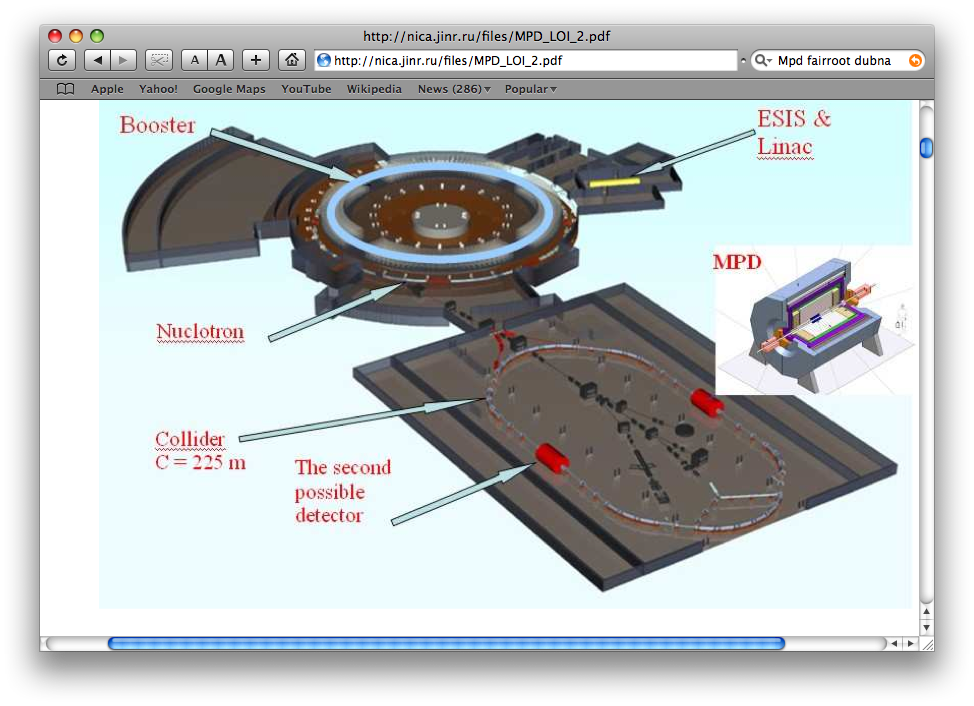 http://nica.jinr.ru/files/MPD_LOI_2.pdf
A A + http://nica.jinr.ru/files/MPD_LOI_2.pdf Mpd fairroot dubna
Apple Yahoo! Google Maps YouTube Wikipedia News (286) Popular
Booster
ESIS &
Linac
MPD
Nuclotron
Collider
C = 225 m
The second
possible
detector